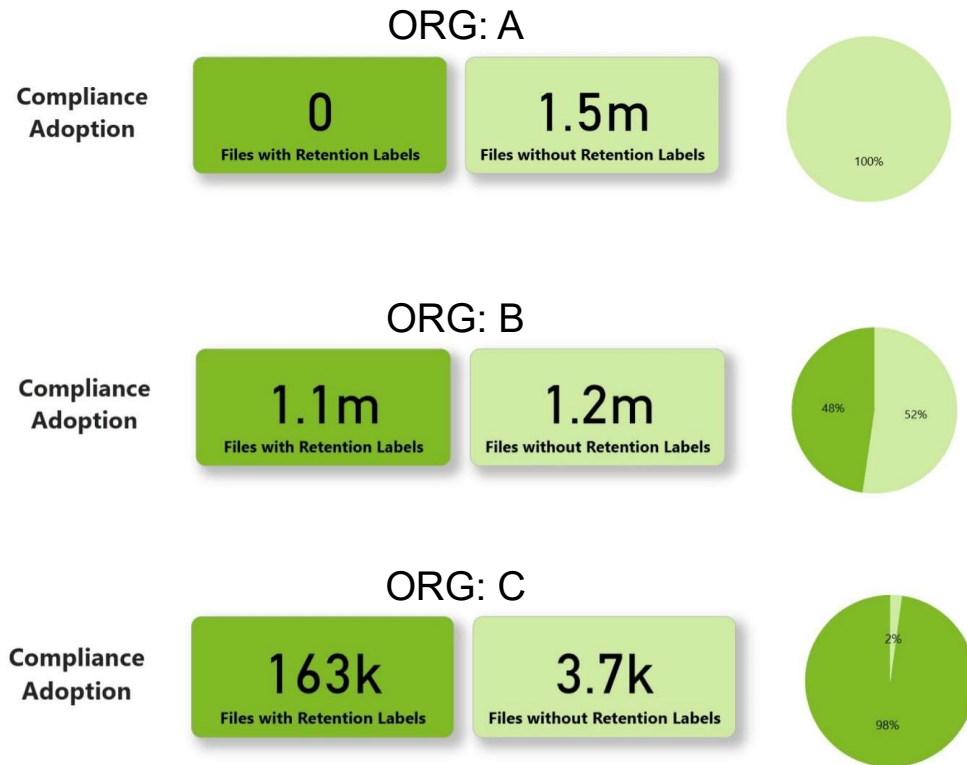 ORG: A
Compliance
Adoption
0
Files with Retention Labels
1.5m
Files without Retention Labels
100%
ORG: B
Compliance
Adoption
1.1m
Files with Retention Labels
1.2m
Files without Retention Labels
48%
52%
ORG: C
Compliance
Adoption
163k
Files with Retention Labels
3.7k
Files without Retention Labels
2%
98%